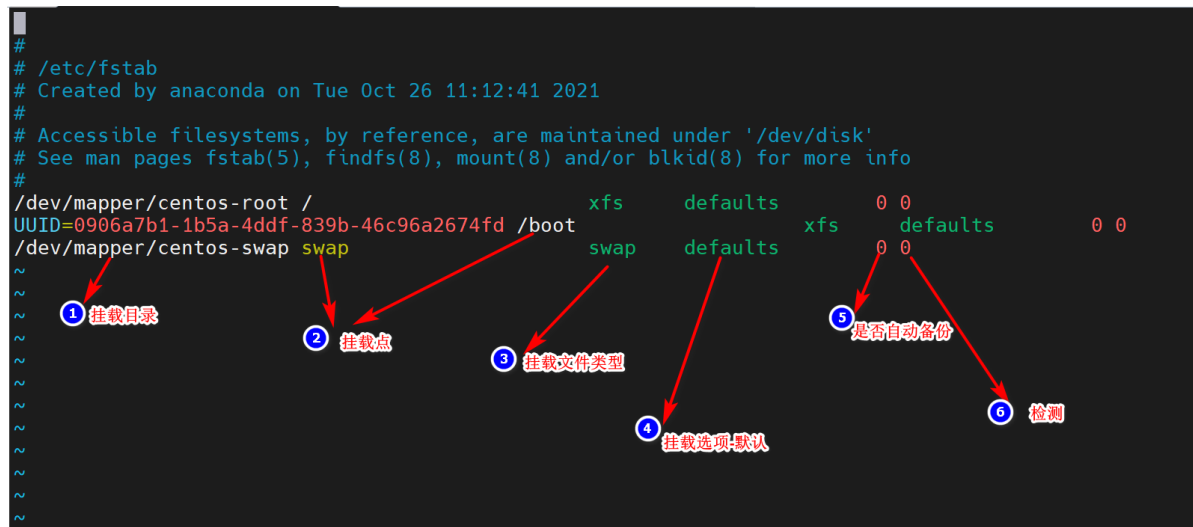 #
# /etc/fstab
# Created by anaconda on Tue Oct 26 11:12:41 2021
#
# Accessible filesystems, by reference, are maintained under '/dev/disk'
# See man pages fstab(5), findfs(8), mount(8) and/or blkid(8) for more info
#
/dev/mapper/centos-root / xfs defaults 0 0
UUID=0906a7b1-1b5a-4ddf-839b-46c96a2674fd /boot xfs defaults 0 0
/dev/mapper/centos-swap swap swap defaults 0 0
~
~
~
~
~
~
~
~
~
~
~
~
1 挂载目录
2 挂载点
3 挂载文件类型
4 挂载选项-默认
5 是否自动备份
6 检测